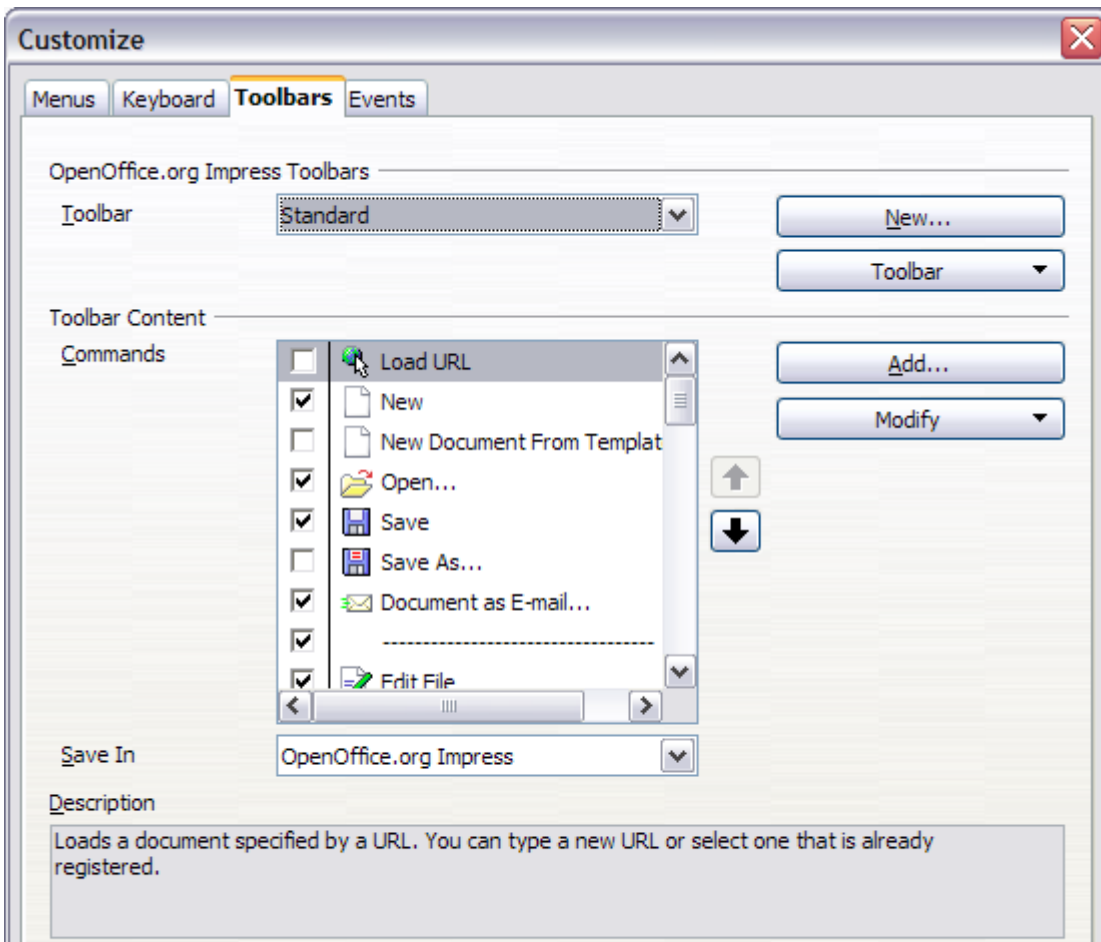 Customize
Menus Keyboard Toolbars Events
OpenOffice.org Impress Toolbars
Toolbar Standard New...
Toolbar
Toolbar Content
Commands Load URL Add...
New
Modify
New Document From Templat
Open...
Save
Save As...
Document as E-mail...
----------------------------------
Edit File
Save In OpenOffice.org Impress
Description
Loads a document specified by a URL. You can type a new URL or select one that is already
registered.